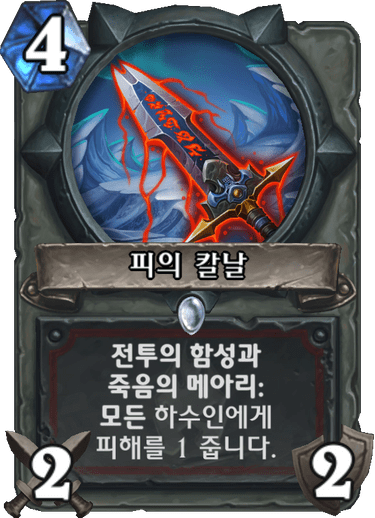 4
피의 칼날
전투의 함성과
죽음의 메아리:
모든 하수인에게
피해를 1 줍니다.
2
2